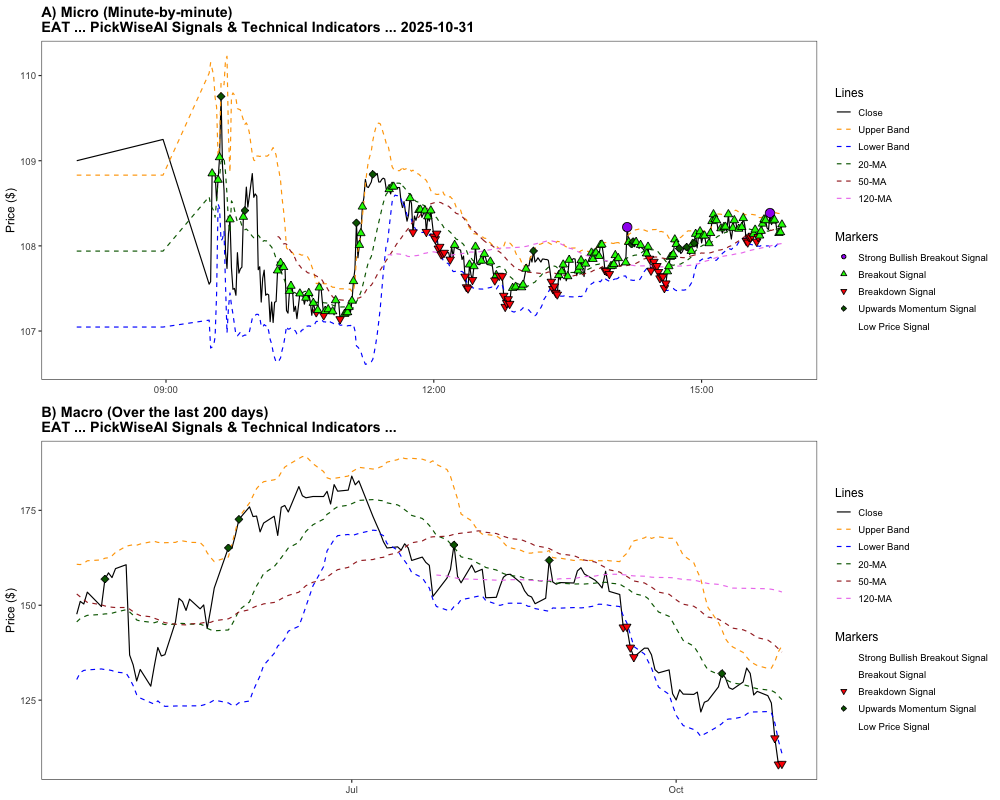 A) Micro (Minute-by-minute)
EAT ... PickWiseAI Signals & Technical Indicators ... 2025-10-31
Price ($)
110
109
108
107
09:00
12:00
15:00
Lines
Close
Upper Band
Lower Band
20-MA
50-MA
120-MA
Markers
Strong Bullish Breakout Signal
Breakout Signal
Breakdown Signal
Upwards Momentum Signal
Low Price Signal
B) Macro (Over the last 200 days)
EAT ... PickWiseAI Signals & Technical Indicators ...
Price ($)
175
150
125
Jul
Oct
Lines
Close
Upper Band
Lower Band
20-MA
50-MA
120-MA
Markers
Strong Bullish Breakout Signal
Breakout Signal
Breakdown Signal
Upwards Momentum Signal
Low Price Signal